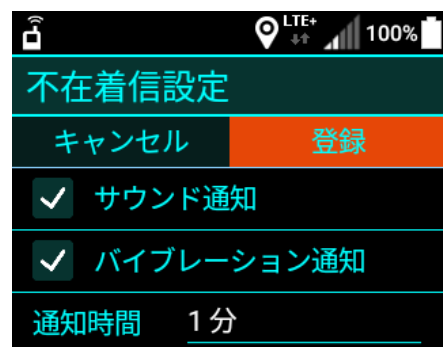 LTE+ 100%
不在着信設定
キャンセル 登録
サウンド通知
バイブレーション通知
通知時間 1分